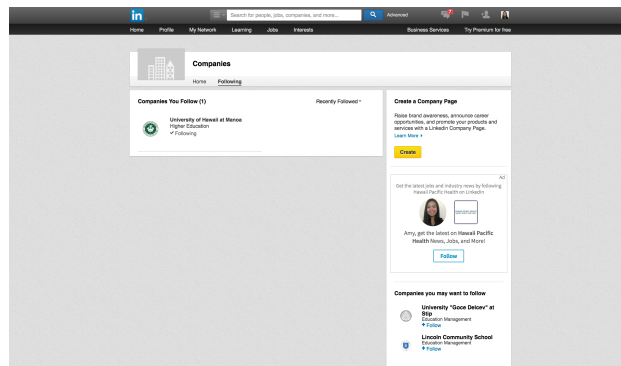 in
Search for people, jobs, companies, and more...
Advanced
Home Profile My Network Learning Jobs Interests Business Services Try Premium for free
Companies
Home Following
Companies You Follow (1)
Recently Followed
University of Hawaii at Manoa
Higher Education
Following
Create a Company Page
Raise brand awareness, announce career
opportunities, and promote your products and
services with a LinkedIn Company Page.
Learn More
Create
Ad
Get the latest jobs and industry news by following
Hawaii Pacific Health on LinkedIn
Amy, get the latest on Hawaii Pacific
Health News, Jobs, and More!
Follow
Companies you may want to follow
University "Goce Delcev" at
Stip
Education Management
+ Follow
Lincoln Community School
Education Management
+ Follow